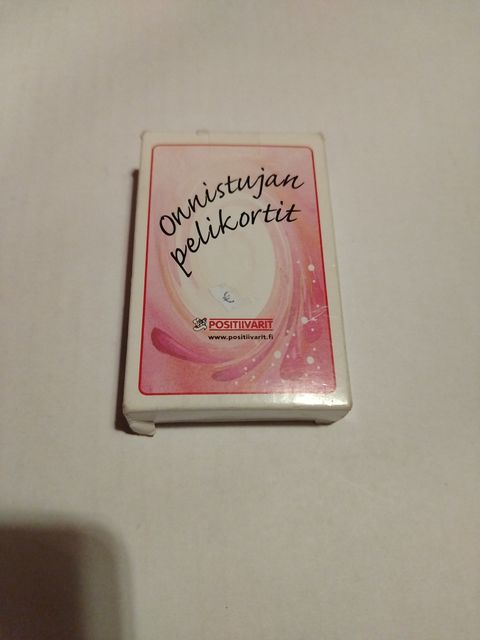 Onnistujan
pelikortit
€
POSITIIVARIT
www.positiivarit.fi